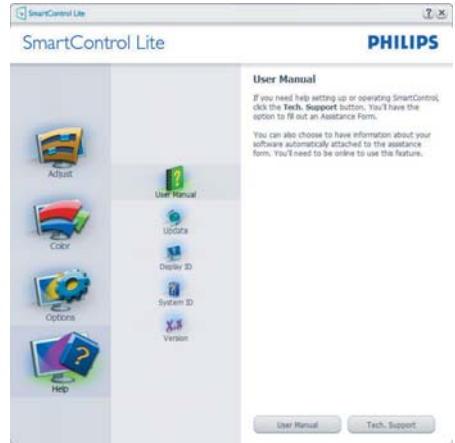 SmartControl Lite
SmartControl Lite
PHILIPS
Adjust
Color
Options
Help
User Manual
Update
Display ID
System ID
X.X
Version
User Manual
If you need help setting up or operating SmartControl,
click the Tech. Support button. You'll have the
option to fill out an Assistance Form.
You can also choose to have information about your
software automatically attached to the assistance
form. You'll need to be online to use this feature.
User Manual
Tech. Support